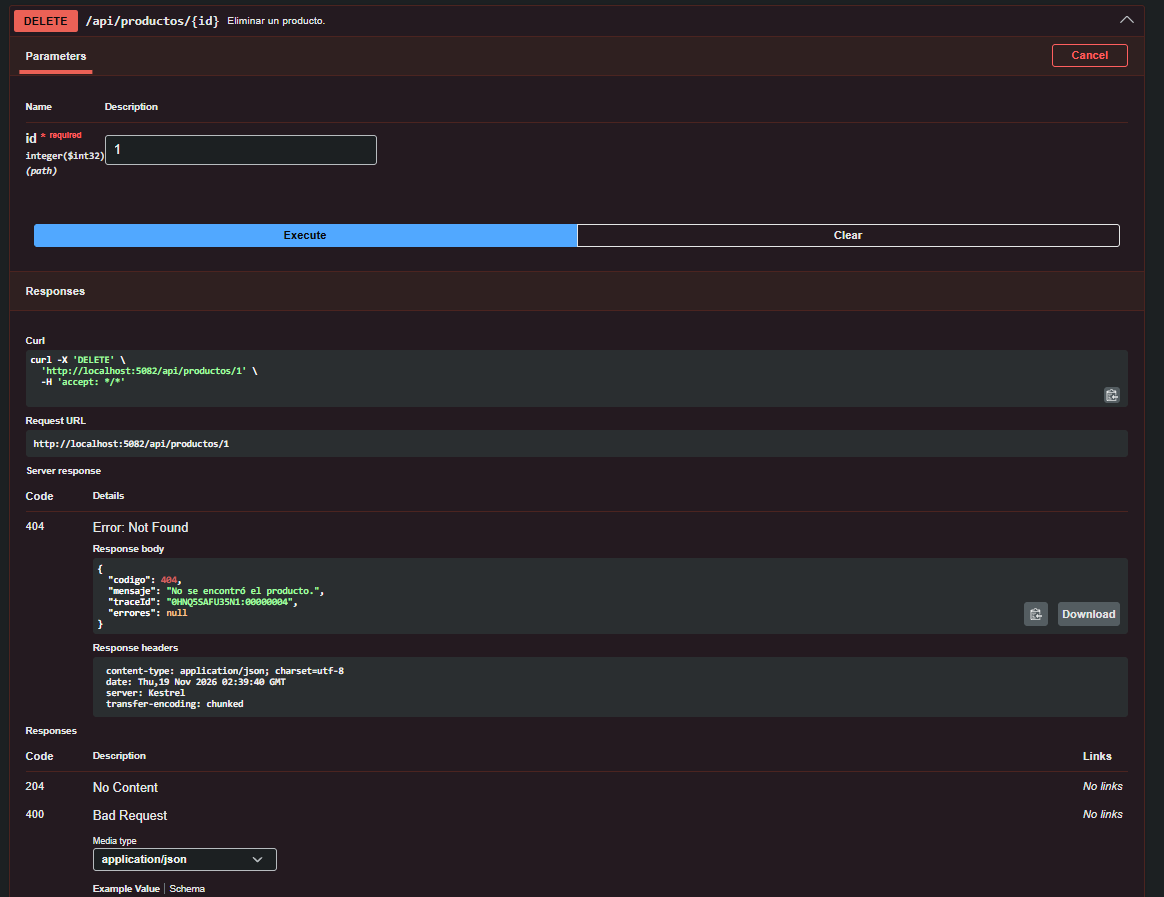 DELETE /api/productos/{id} Eliminar un producto.
Parameters
Cancel
Name Description
id * required
integer($int32)
(path)
1
Execute Clear
Responses
Curl
curl -X 'DELETE' \
'http://localhost:5082/api/productos/1' \
-H 'accept: */*'
Request URL
http://localhost:5082/api/productos/1
Server response
Code Details
404 Error: Not Found
Response body
{
"codigo": 404,
"mensaje": "No se encontró el producto.",
"traceId": "0HNQ5SAFU35N1:00000004",
"errores": null
}
Download
Response headers
content-type: application/json; charset=utf-8
date: Thu,19 Nov 2026 02:39:40 GMT
server: Kestrel
transfer-encoding: chunked
Responses
Code Description Links
204 No Content No links
400 Bad Request No links
Media type
application/json
Example Value | Schema